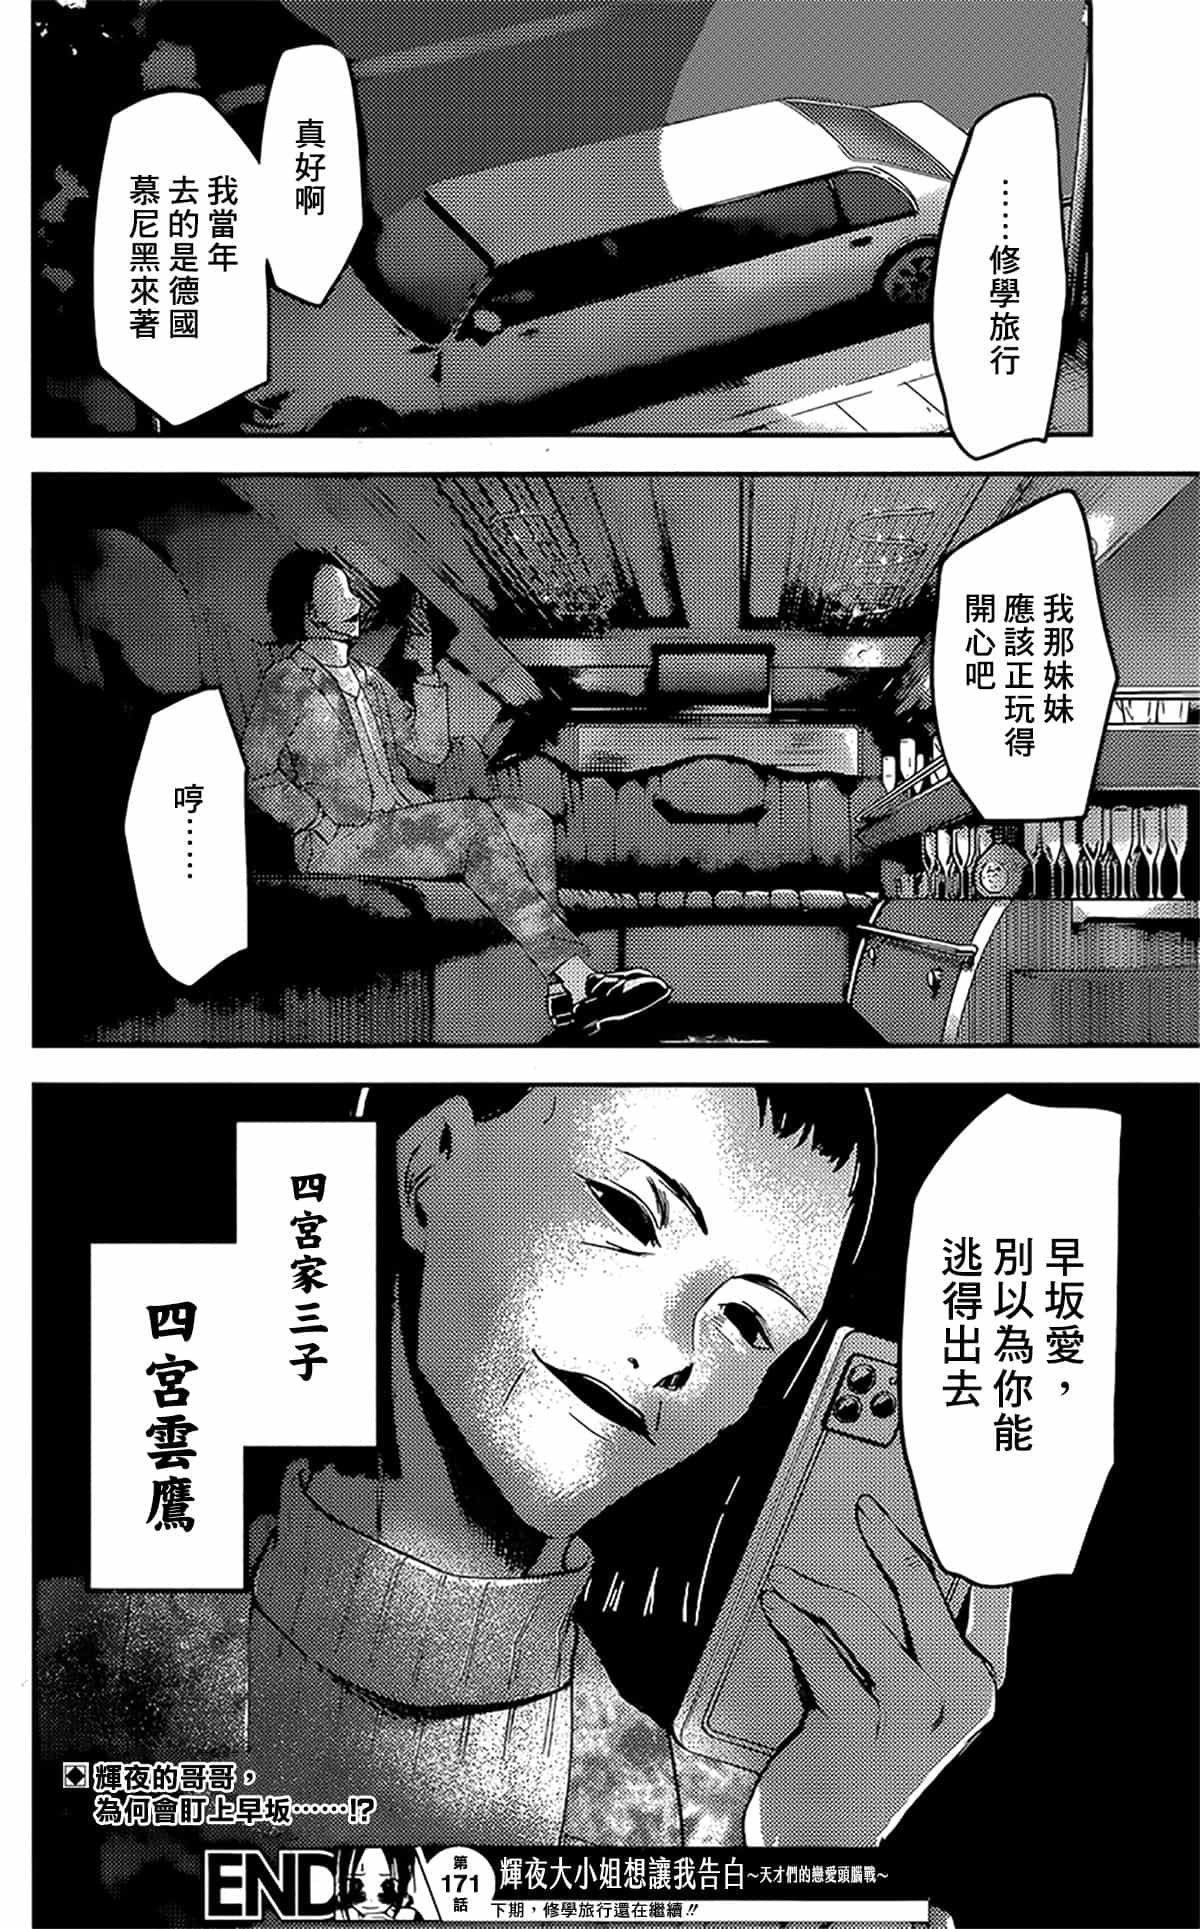 ……修學旅行
真好啊
我當年
去的是德國
慕尼黑來著
我那妹妹
應該正玩得
開心吧
哼……
早坂愛，
別以為你能
逃得出去
四宮家三子
四宮雲鷹
輝夜的哥哥，
為何會盯上早坂……!?
END
第
171
話
輝夜大小姐想讓我告白～天才們的戀愛頭腦戰～
下期，修學旅行還在繼續!!